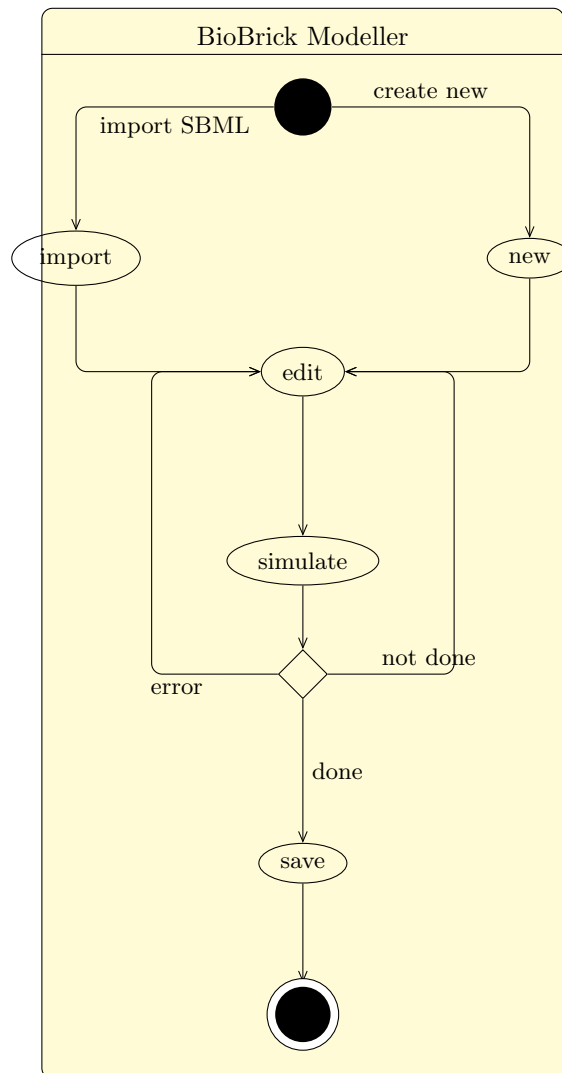 BioBrick Modeller
create new
import SBML
import
new
edit
simulate
not done
error
done
save